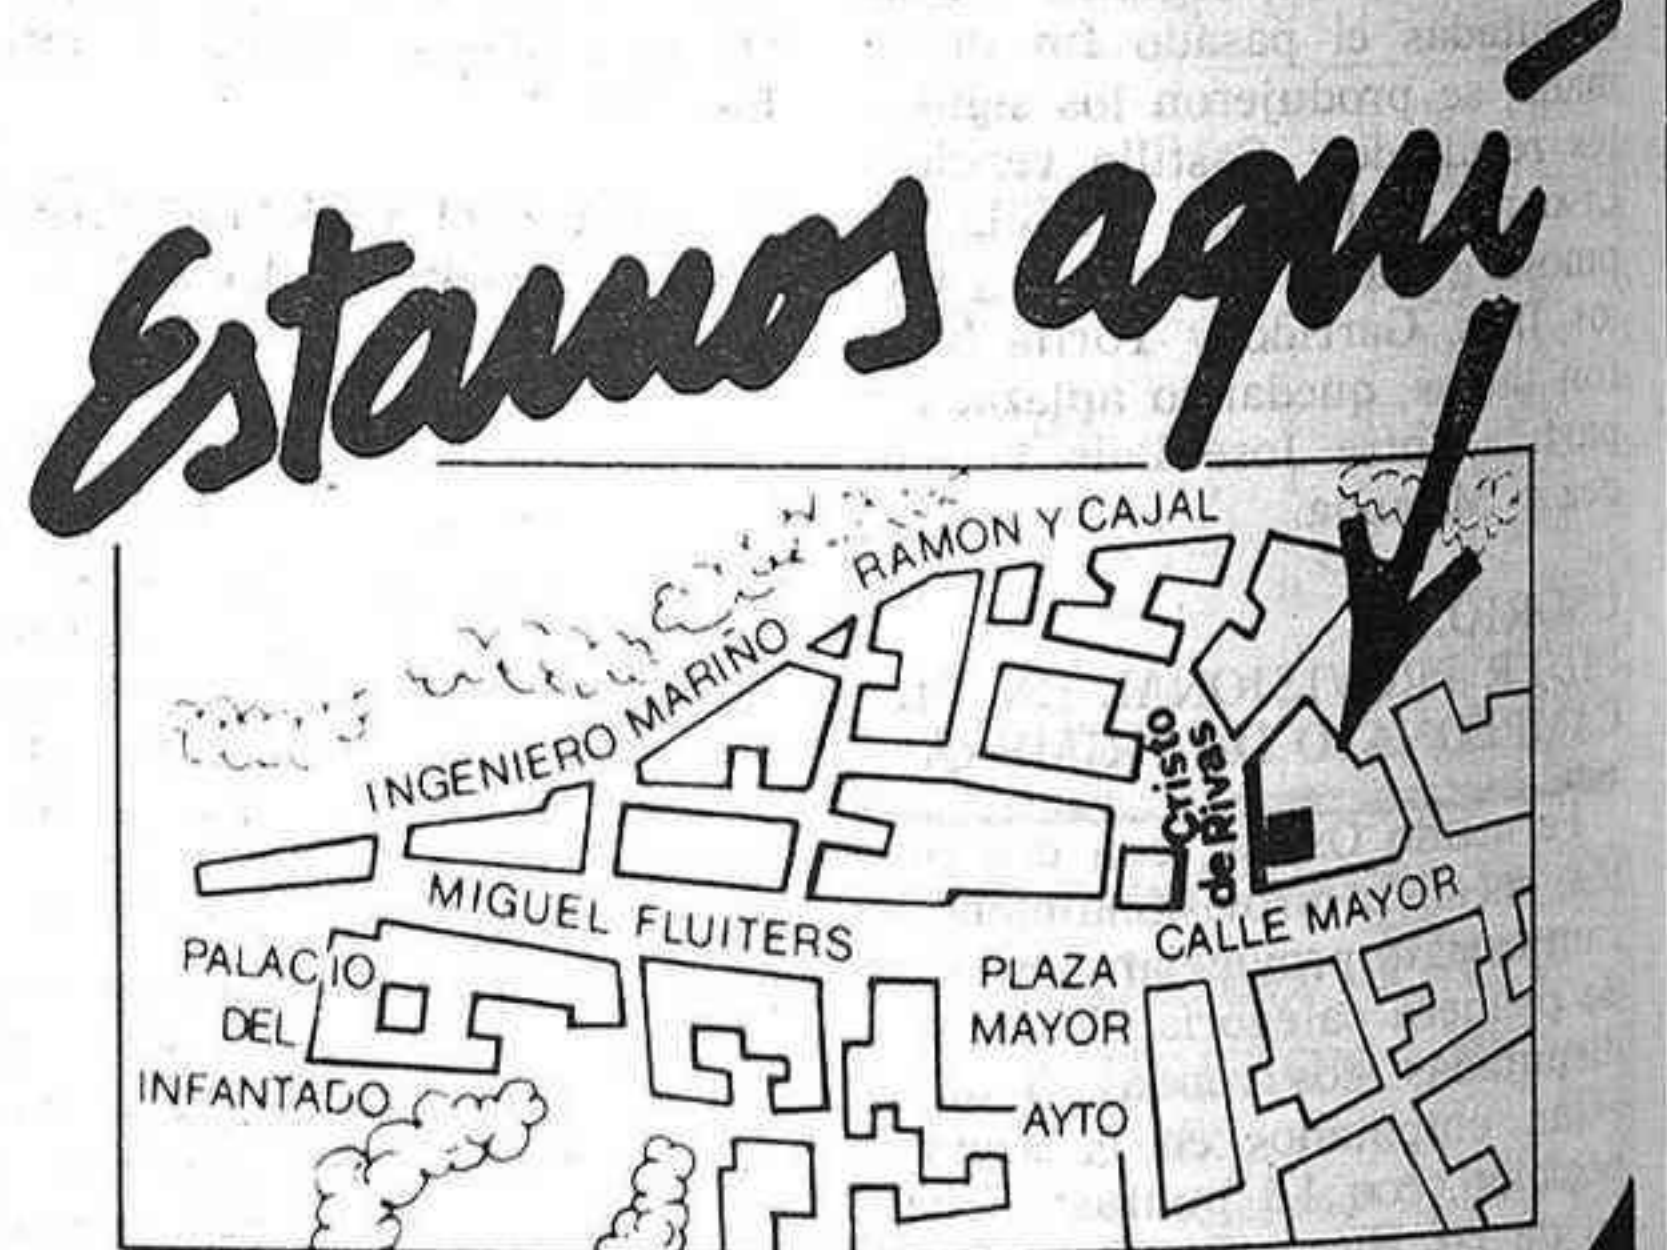 Estamos aquí
RAMON Y CAJAL
INGENIERO MARIÑO
Cristo
de Rivas
MIGUEL FLUITERS
CALLE MAYOR
PALACIO
DEL
INFANTADO
PLAZA
MAYOR
AYTO